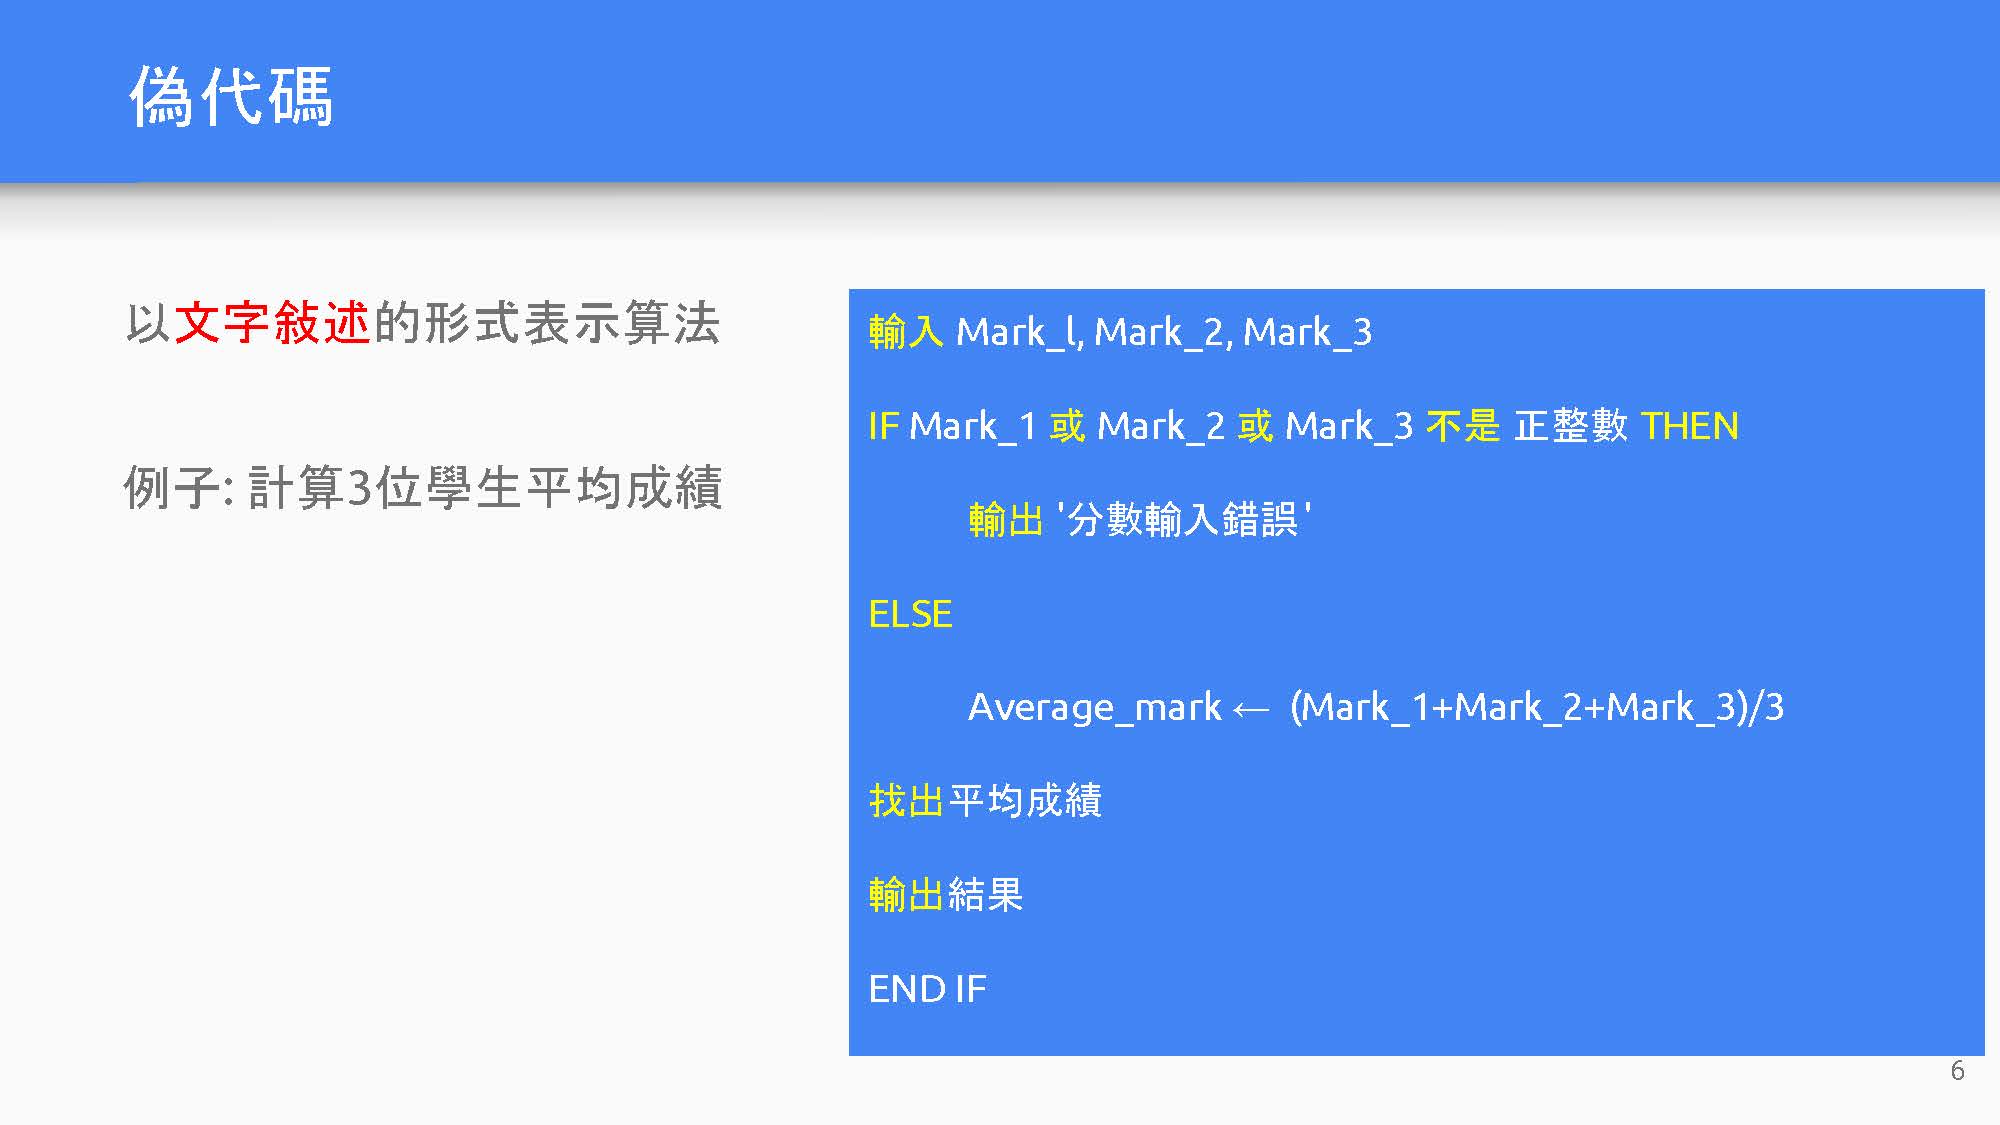 偽代碼
以文字敍述的形式表示算法
例子: 計算3位學生平均成績
輸入 Mark_l, Mark_2, Mark_3
IF Mark_1 或 Mark_2 或 Mark_3 不是 正整數 THEN
輸出 '分數輸入錯誤'
ELSE
Average_mark ← (Mark_1+Mark_2+Mark_3)/3
找出平均成績
輸出結果
END IF
6